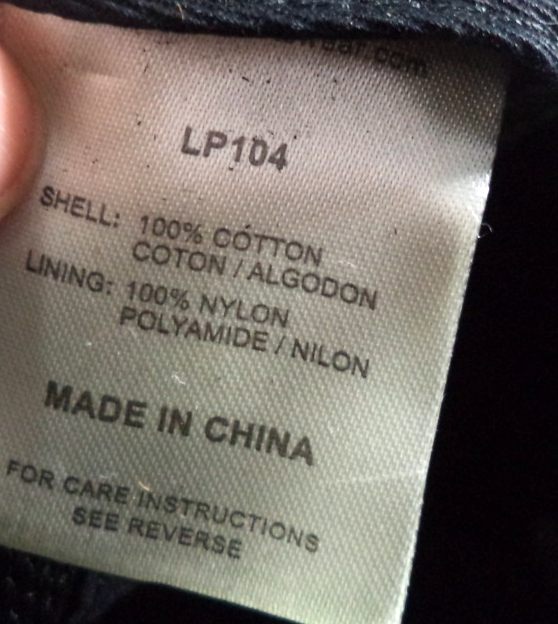 LP104
SHELL: 100% COTTON
COTON / ALGODON
LINING: 100% NYLON
POLYAMIDE / NILON
MADE IN CHINA
FOR CARE INSTRUCTIONS
SEE REVERSE